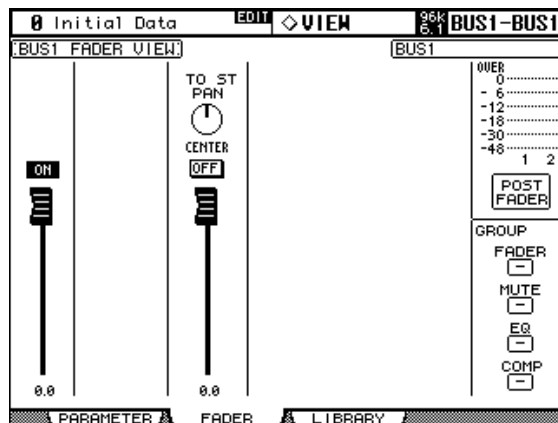 0 Initial Data EDIT ◇VIEW 96k 6.1 BUS1-BUS1
BUS1 FADER VIEW BUS1
TO ST
PAN
CENTER
ON OFF
0.0 0.0
OVER
0
- 6
-12
-18
-30
-48
1 2
POST
FADER
GROUP
FADER
-
MUTE
-
EQ
-
COMP
-
PARAMETER FADER LIBRARY